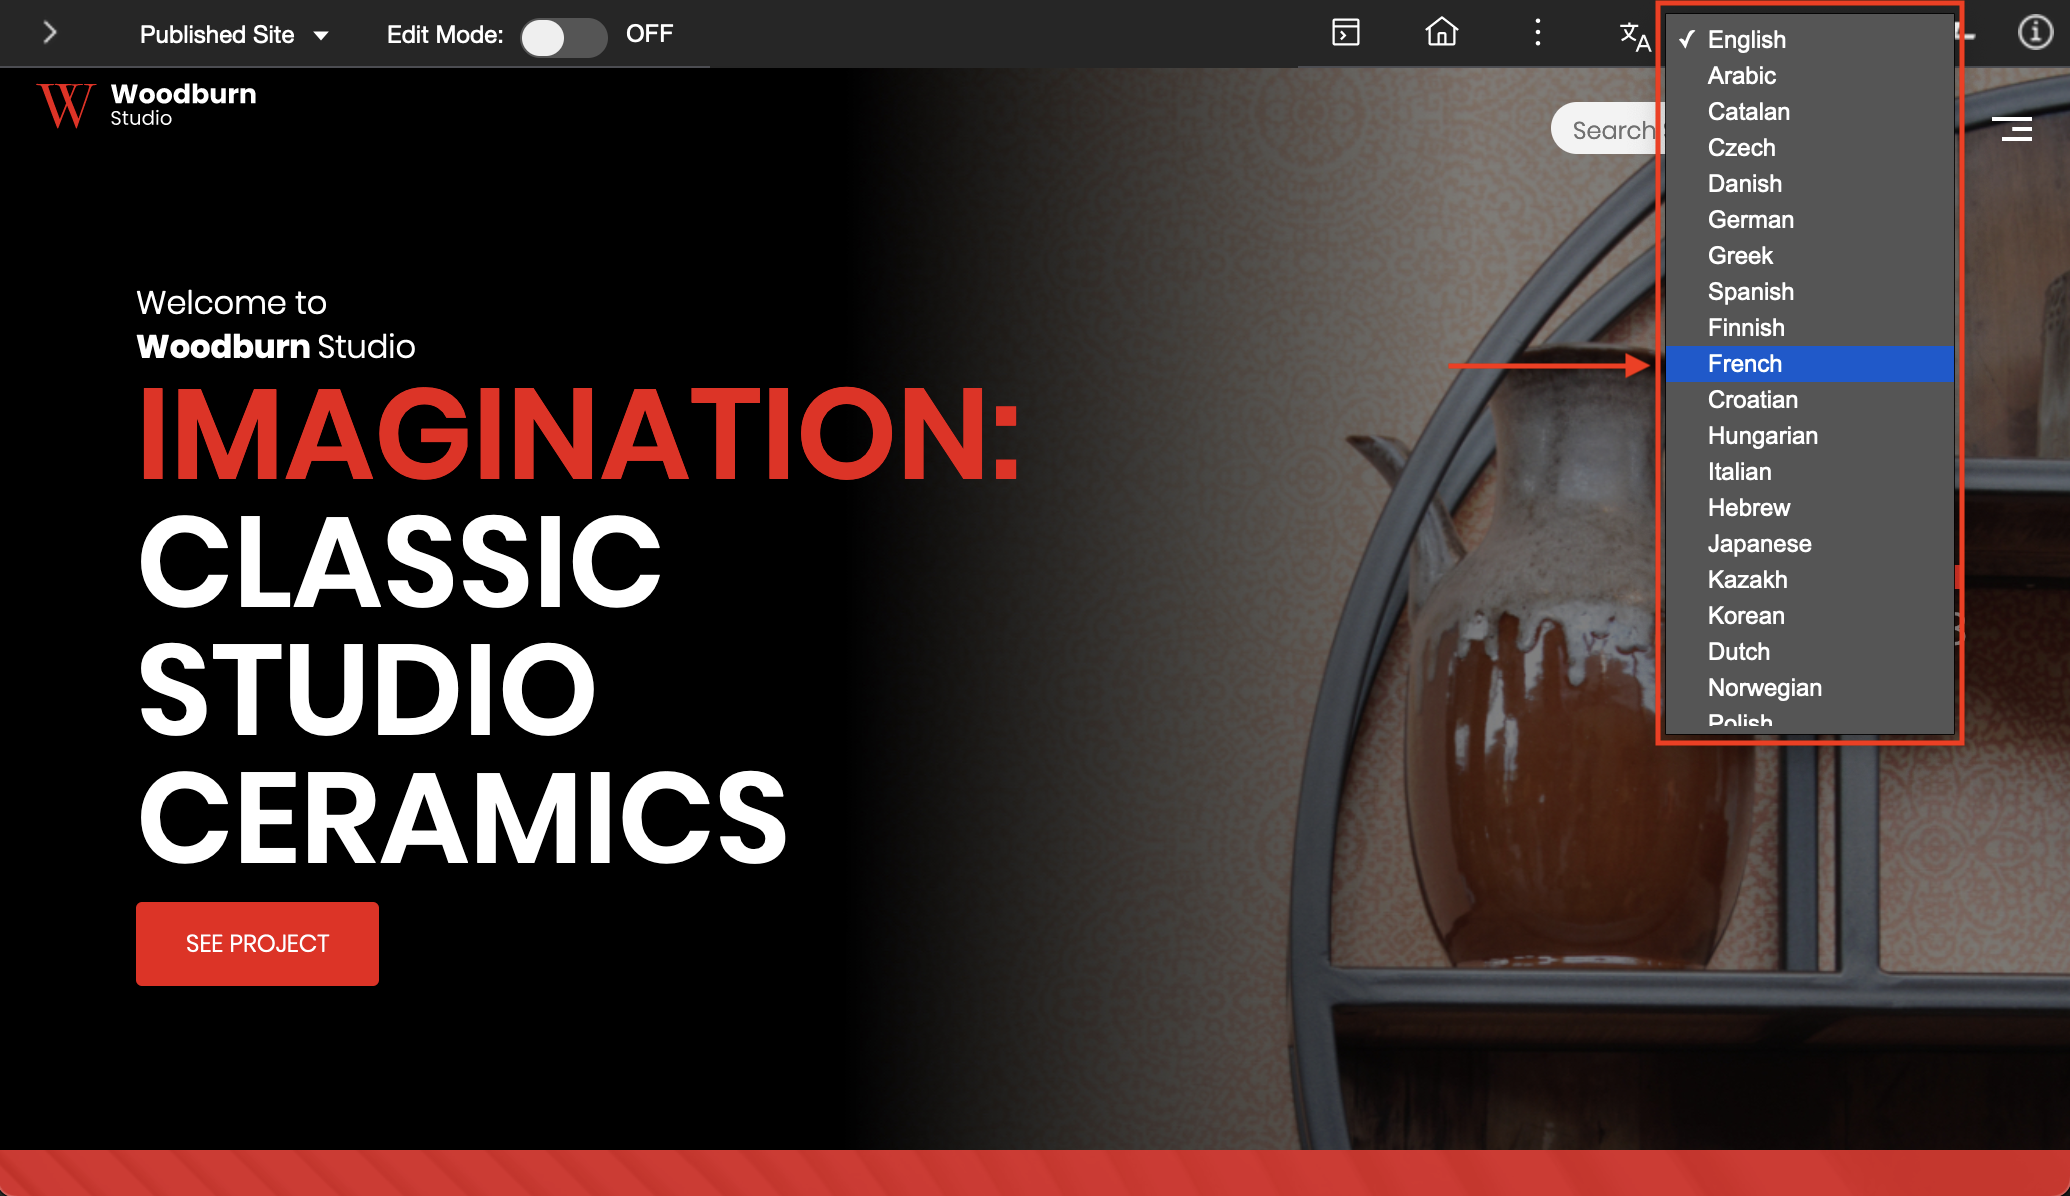 Published Site
Edit Mode:
OFF
Woodburn
Studio
Search
Welcome to
Woodburn Studio
IMAGINATION:
CLASSIC
STUDIO
CERAMICS
SEE PROJECT
✓ English
Arabic
Catalan
Czech
Danish
German
Greek
Spanish
Finnish
French
Croatian
Hungarian
Italian
Hebrew
Japanese
Kazakh
Korean
Dutch
Norwegian
Polish